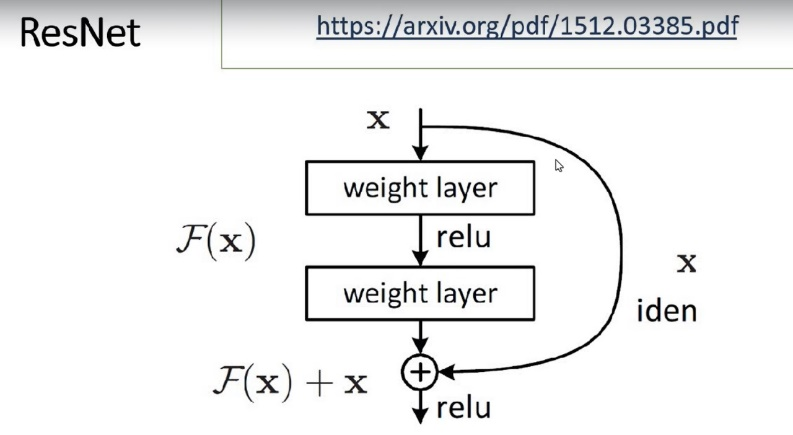 ResNet
https://arxiv.org/pdf/1512.03385.pdf
x
weight layer
relu
F(x)
weight layer
x
iden
F(x) + x
relu